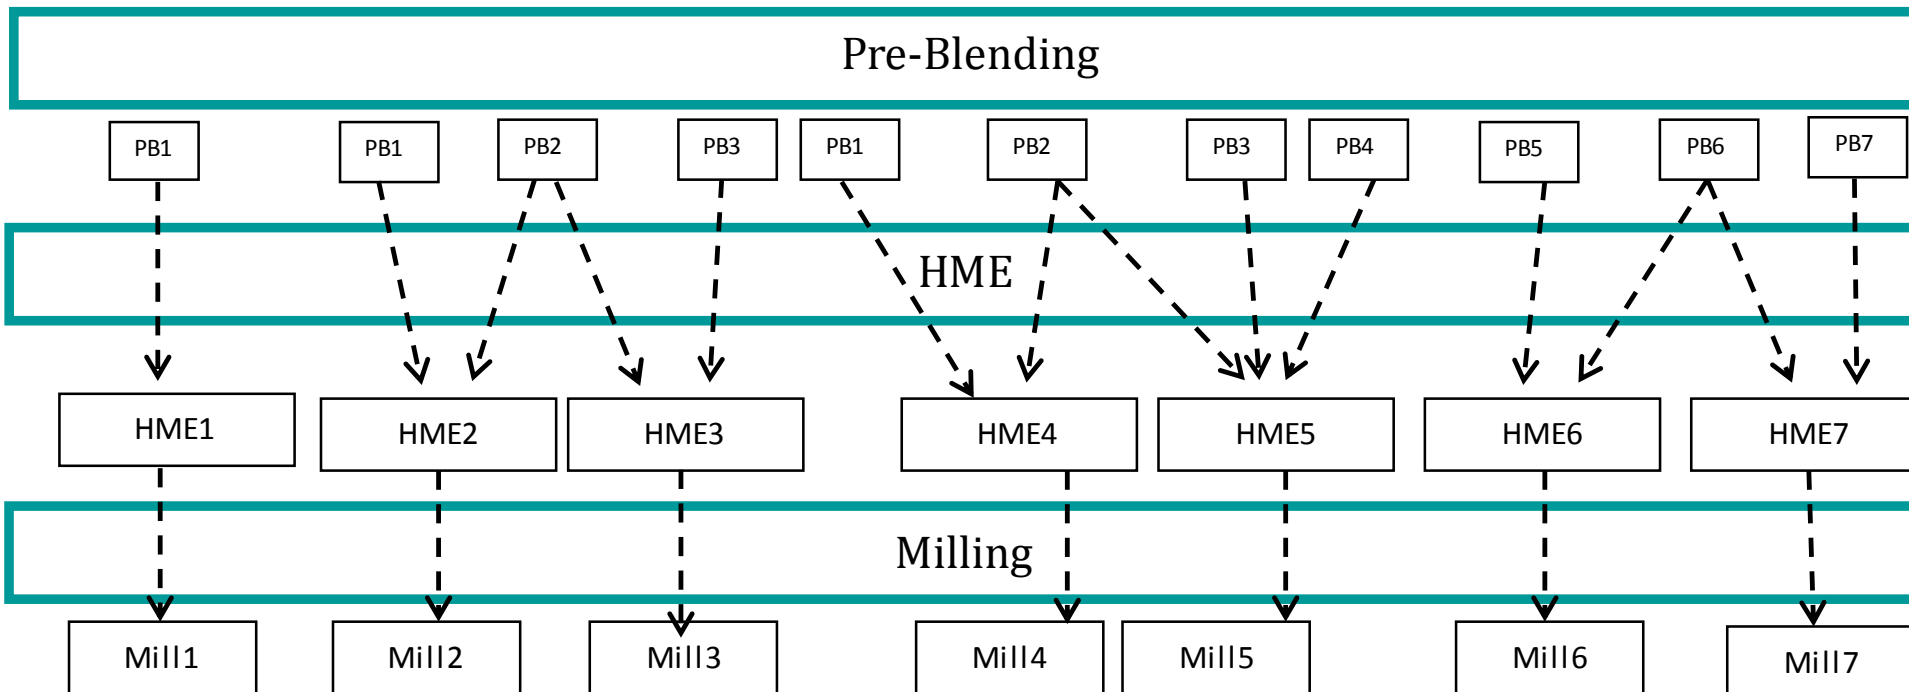 Pre-Blending
PB1 PB1 PB2 PB3 PB1 PB2 PB3 PB4 PB5 PB6 PB7
HME
HME1 HME2 HME3 HME4 HME5 HME6 HME7
Milling
Mill1 Mill2 Mill3 Mill4 Mill5 Mill6 Mill7